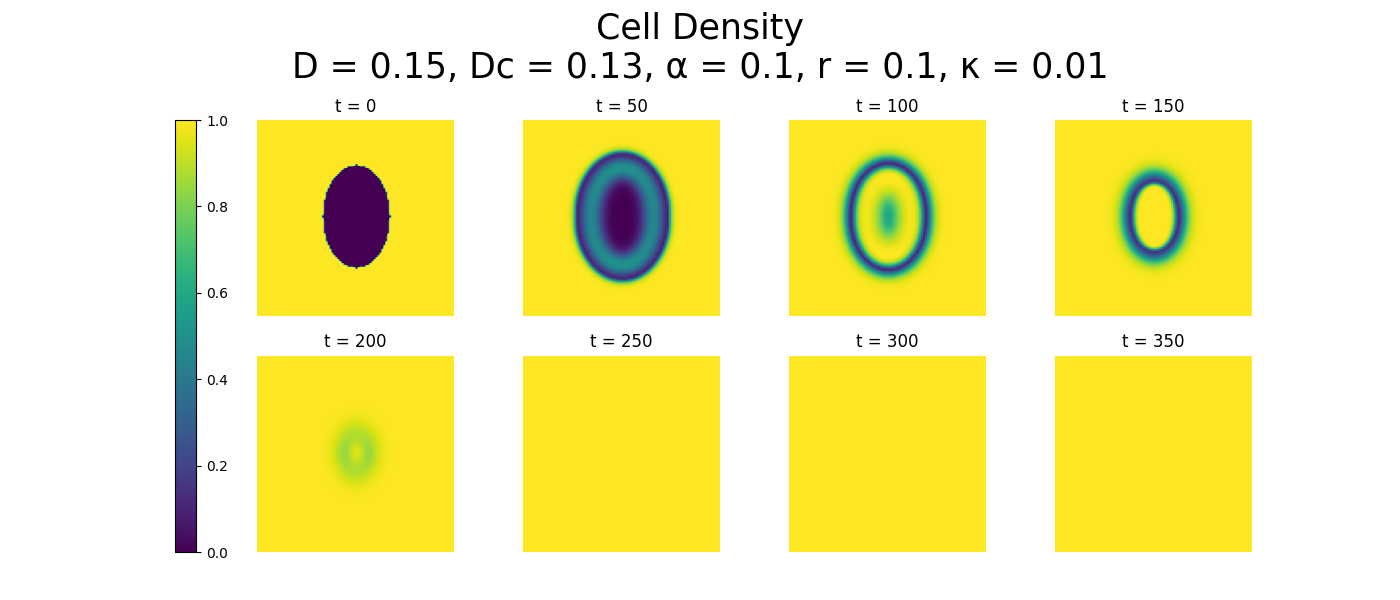 Cell Density
D = 0.15, Dc = 0.13, α = 0.1, r = 0.1, κ = 0.01
t = 0
t = 50
t = 100
t = 150
1.0
0.8
0.6
0.4
0.2
0.0
t = 200
t = 250
t = 300
t = 350